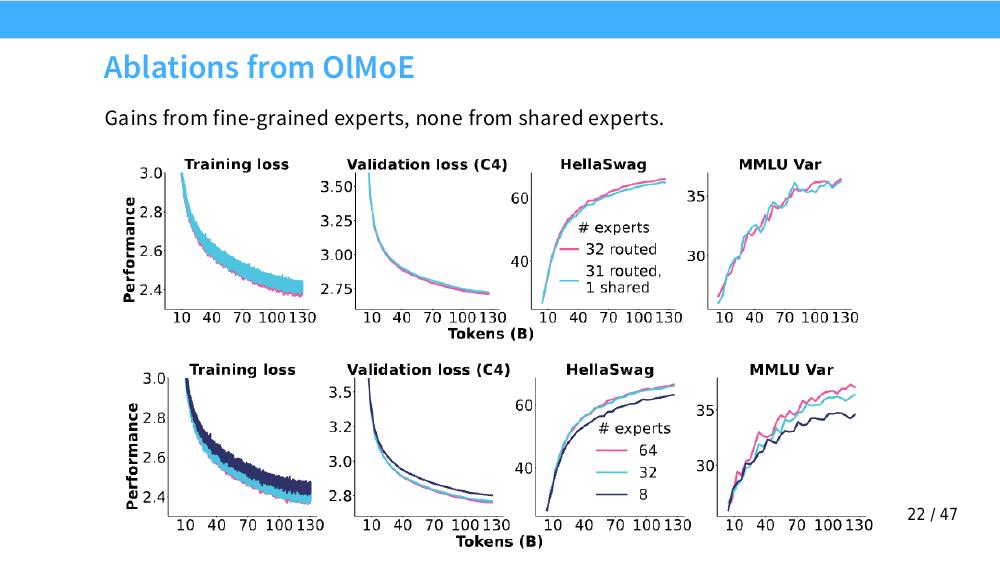 Ablations from OlMoE
Gains from fine-grained experts, none from shared experts.
Training loss
Validation loss (C4)
HellaSwag
MMLU Var
Performance
3.0
2.8
2.6
2.4
10 40 70 100 130
3.50
3.25
3.00
2.75
10 40 70 100 130
60
40
# experts
32 routed
31 routed,
1 shared
10 40 70 100 130
35
30
10 40 70 100 130
Tokens (B)
Training loss
Validation loss (C4)
HellaSwag
MMLU Var
Performance
3.0
2.8
2.6
2.4
10 40 70 100 130
3.5
3.2
3.0
2.8
10 40 70 100 130
60
40
# experts
64
32
8
10 40 70 100 130
35
30
10 40 70 100 130
Tokens (B)
22 / 47